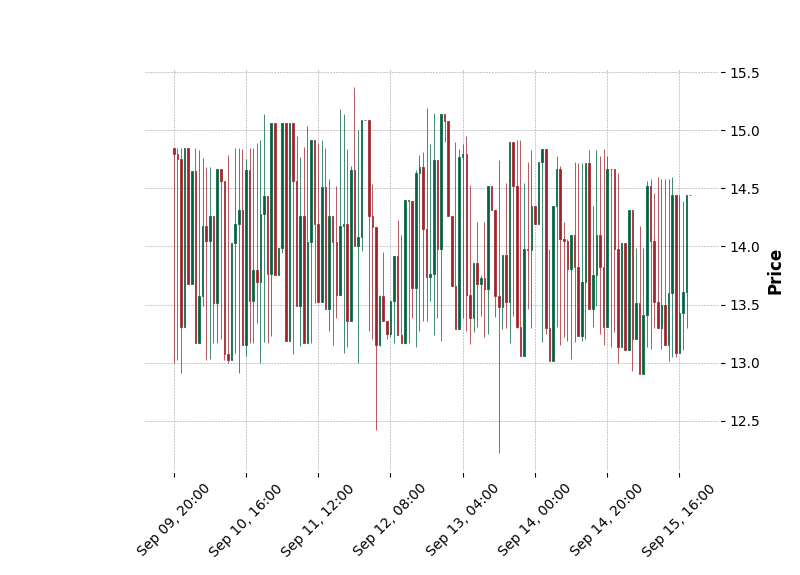 15.5
15.0
14.5
14.0
13.5
13.0
12.5
Price
Sep 09, 20:00
Sep 10, 16:00
Sep 11, 12:00
Sep 12, 08:00
Sep 13, 04:00
Sep 14, 00:00
Sep 14, 20:00
Sep 15, 16:00